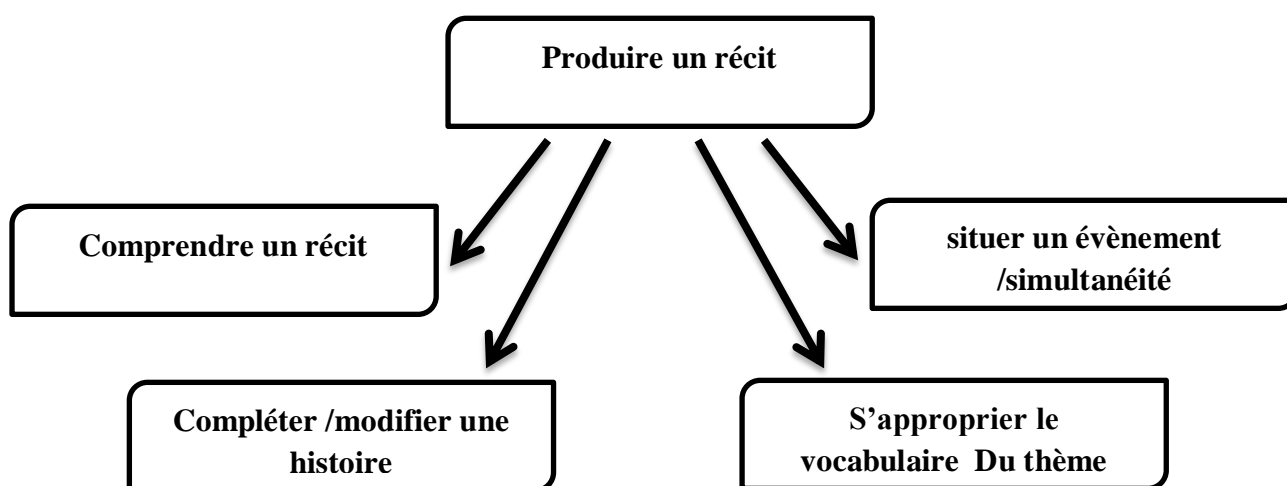 Produire un récit
Comprendre un récit
situer un évènement
/simultanéité
Compléter /modifier une
histoire
S'approprier le
vocabulaire Du thème